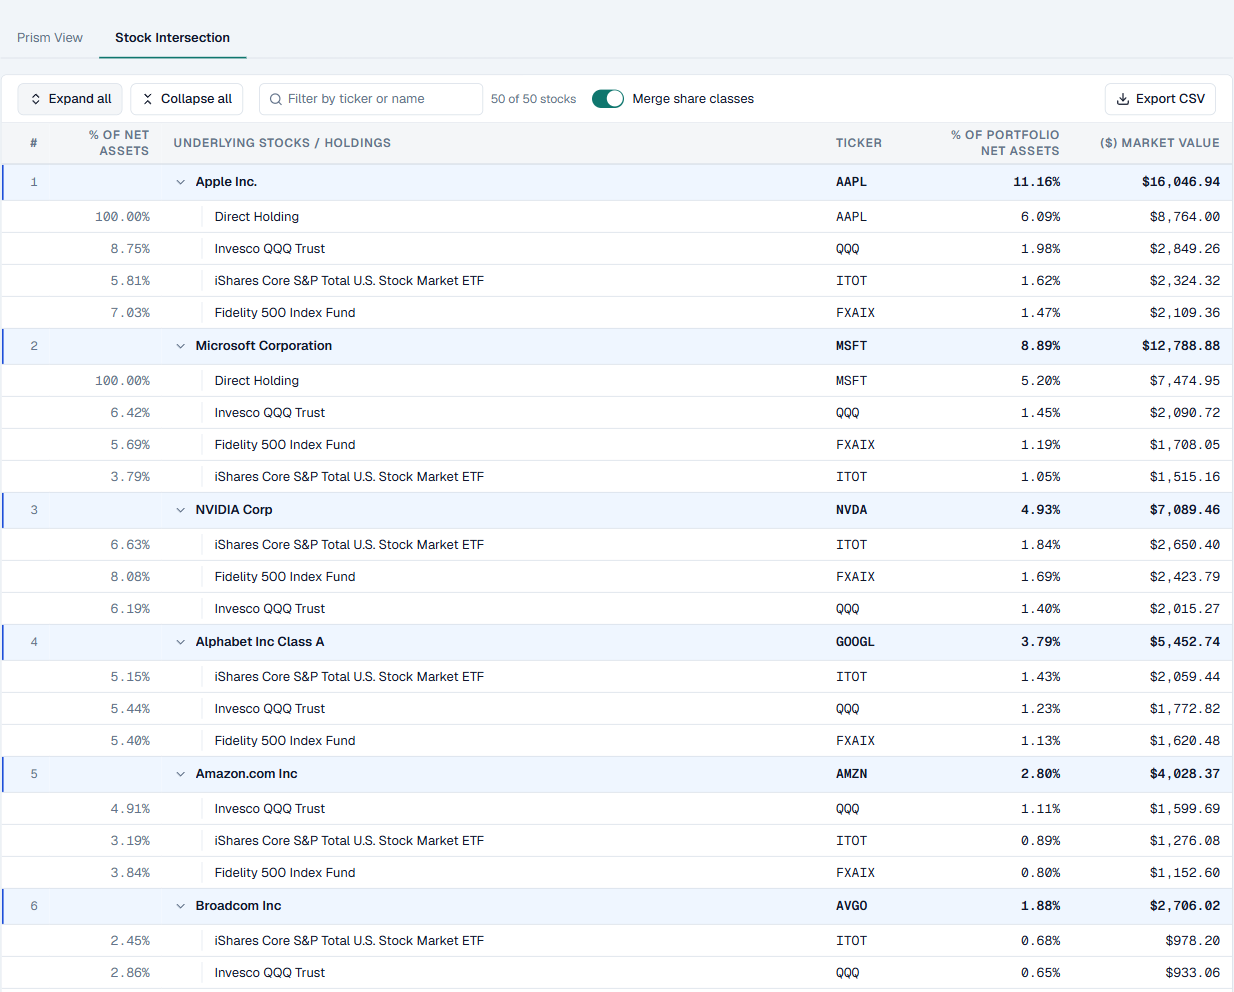 Prism View Stock Intersection
Expand all Collapse all Filter by ticker or name 50 of 50 stocks Merge share classes Export CSV
# % OF NET ASSETS UNDERLYING STOCKS / HOLDINGS TICKER % OF PORTFOLIO NET ASSETS ($) MARKET VALUE
1 Apple Inc. AAPL 11.16% $16,046.94
100.00% Direct Holding AAPL 6.09% $8,764.00
8.75% Invesco QQQ Trust QQQ 1.98% $2,849.26
5.81% iShares Core S&P Total U.S. Stock Market ETF ITOT 1.62% $2,324.32
7.03% Fidelity 500 Index Fund FXAIX 1.47% $2,109.36
2 Microsoft Corporation MSFT 8.89% $12,788.88
100.00% Direct Holding MSFT 5.20% $7,474.95
6.42% Invesco QQQ Trust QQQ 1.45% $2,090.72
5.69% Fidelity 500 Index Fund FXAIX 1.19% $1,708.05
3.79% iShares Core S&P Total U.S. Stock Market ETF ITOT 1.05% $1,515.16
3 NVIDIA Corp NVDA 4.93% $7,089.46
6.63% iShares Core S&P Total U.S. Stock Market ETF ITOT 1.84% $2,650.40
8.08% Fidelity 500 Index Fund FXAIX 1.69% $2,423.79
6.19% Invesco QQQ Trust QQQ 1.40% $2,015.27
4 Alphabet Inc Class A GOOGL 3.79% $5,452.74
5.15% iShares Core S&P Total U.S. Stock Market ETF ITOT 1.43% $2,059.44
5.44% Invesco QQQ Trust QQQ 1.23% $1,772.82
5.40% Fidelity 500 Index Fund FXAIX 1.13% $1,620.48
5 Amazon.com Inc AMZN 2.80% $4,028.37
4.91% Invesco QQQ Trust QQQ 1.11% $1,599.69
3.19% iShares Core S&P Total U.S. Stock Market ETF ITOT 0.89% $1,276.08
3.84% Fidelity 500 Index Fund FXAIX 0.80% $1,152.60
6 Broadcom Inc AVGO 1.88% $2,706.02
2.45% iShares Core S&P Total U.S. Stock Market ETF ITOT 0.68% $978.20
2.86% Invesco QQQ Trust QQQ 0.65% $933.06